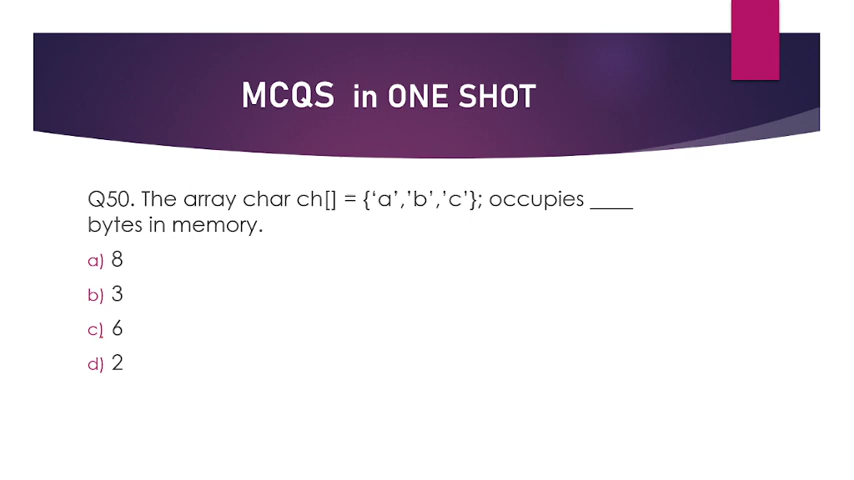 MCQS in ONE SHOT
Q50. The array char ch[] = {‘a’,’b’,’c’}; occupies ____
bytes in memory.
a) 8
b) 3
c) 6
d) 2